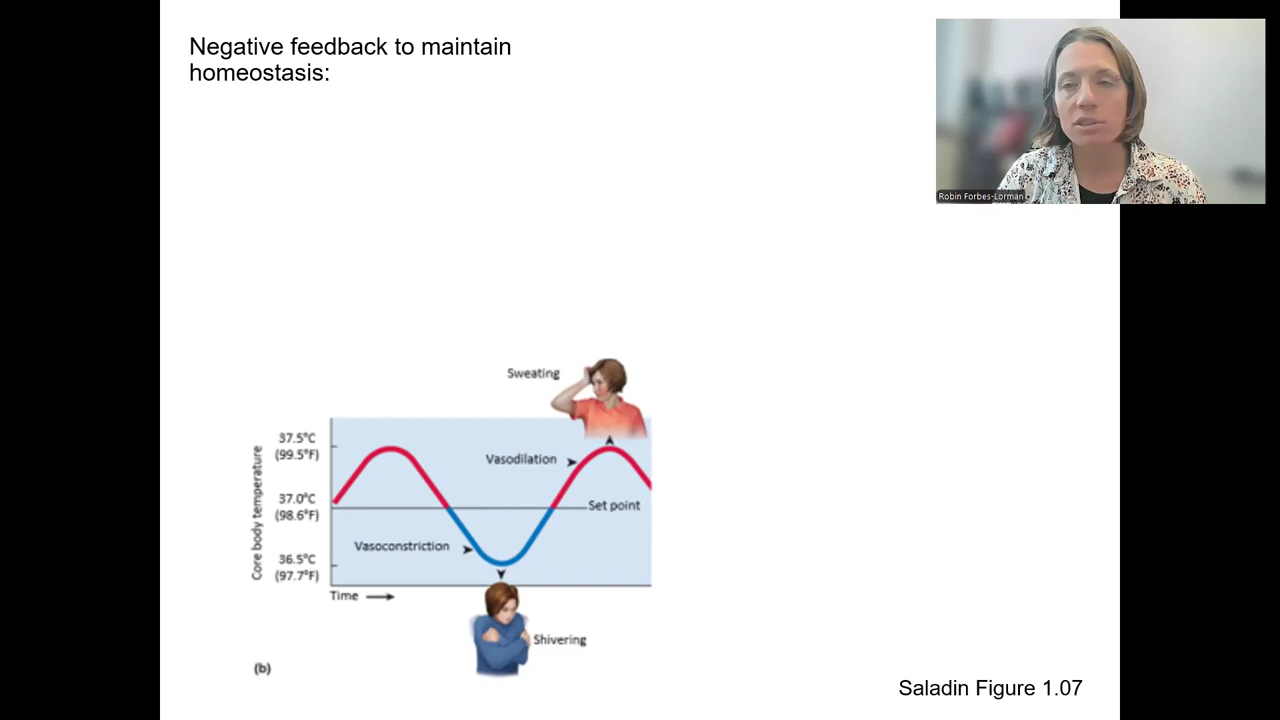 Negative feedback to maintain
homeostasis:
Robin Forbes-Lorman
Sweating
37.5°C
(99.5°F)
Vasodilation
37.0°C
(98.6°F)
Set point
Core body temperature
Vasoconstriction
36.5°C
(97.7°F)
Time
Shivering
(b)
Saladin Figure 1.07